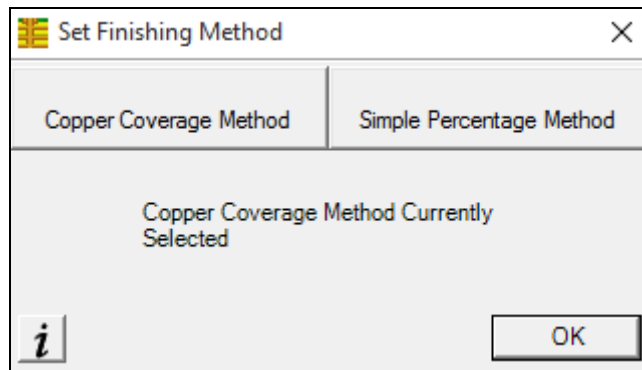 Set Finishing Method
Copper Coverage Method
Simple Percentage Method
Copper Coverage Method Currently
Selected
i
OK